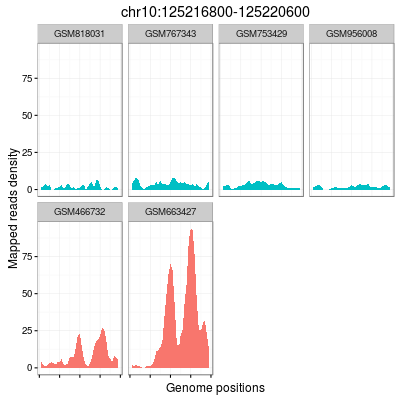 chr10:125216800-125220600
GSM818031 GSM767343 GSM753429 GSM956008
75
50
25
0
GSM466732 GSM663427
75
50
25
0
Mapped reads density
Genome positions